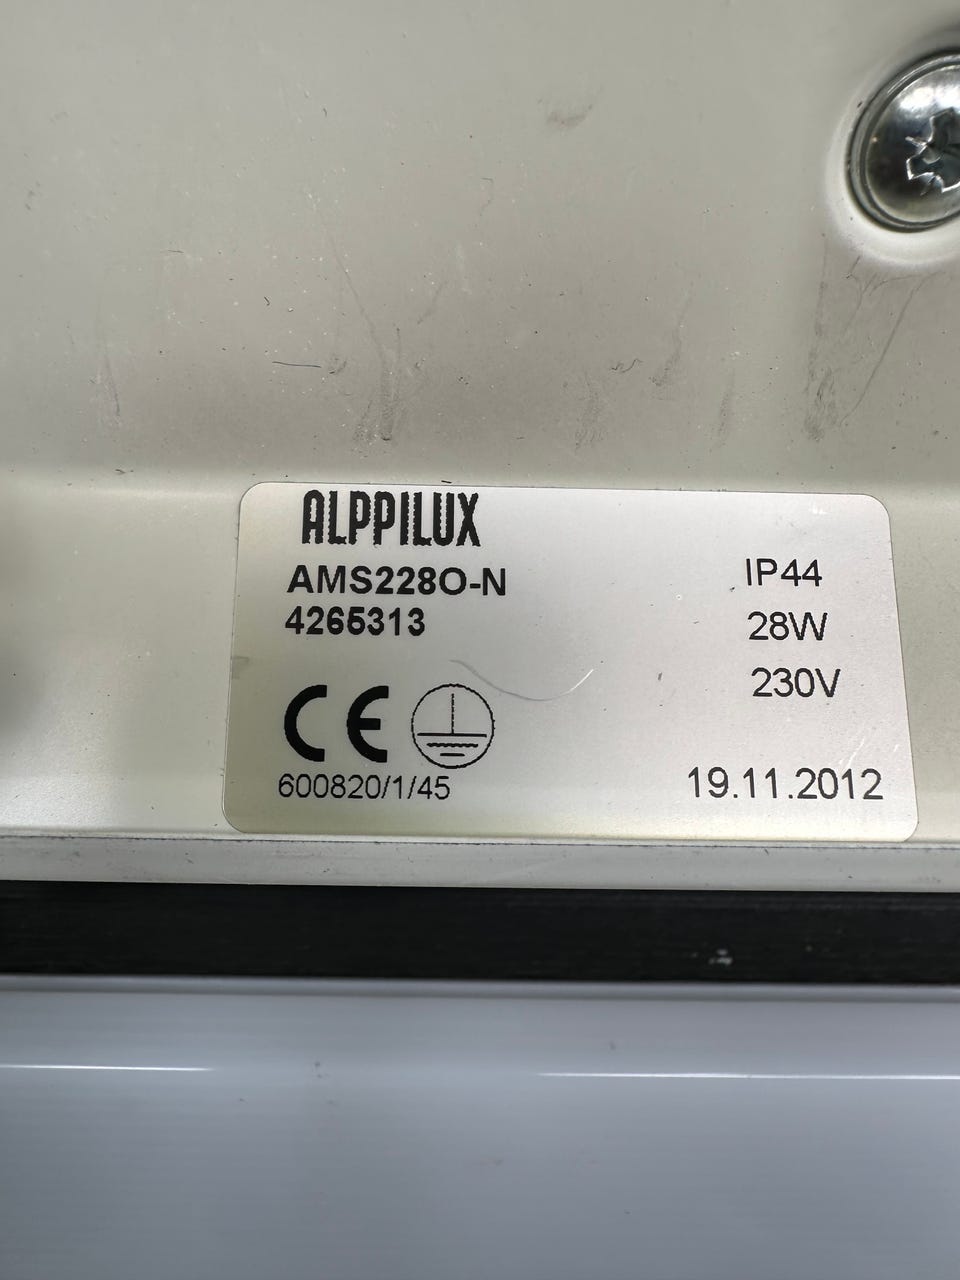 ALPPILUX
AMS228O-N
4265313
IP44
28W
230V
CE
600820/1/45
19.11.2012